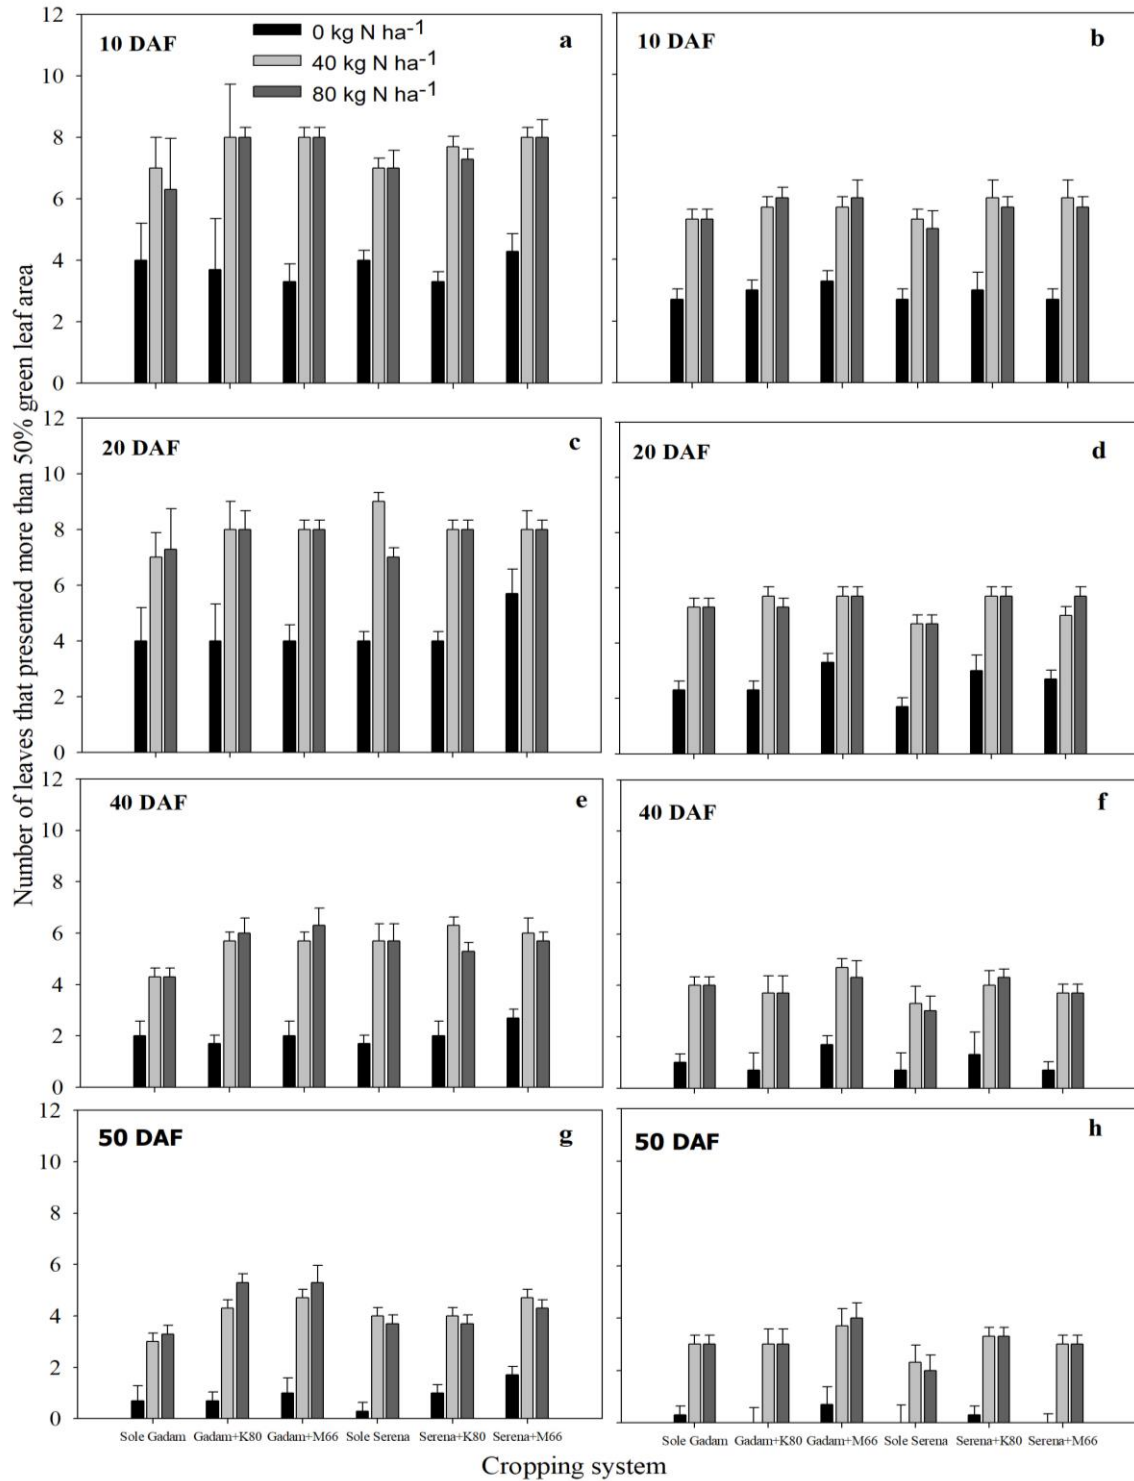 Number of leaves that presented more than 50% green leaf area
12
10
8
6
4
2
0
10 DAF
0 kg N ha-1
40 kg N ha-1
80 kg N ha-1
a
10 DAF
b
12
10
8
6
4
2
0
20 DAF
c
20 DAF
d
12
10
8
6
4
2
0
40 DAF
e
40 DAF
f
12
10
8
6
4
2
0
50 DAF
g
50 DAF
h
Sole Gadam Gadam+K80 Gadam+M66 Sole Serena Serena+K80 Serena+M66
Sole Gadam Gadam+K80 Gadam+M66 Sole Serena Serena+K80 Serena+M66
Cropping system